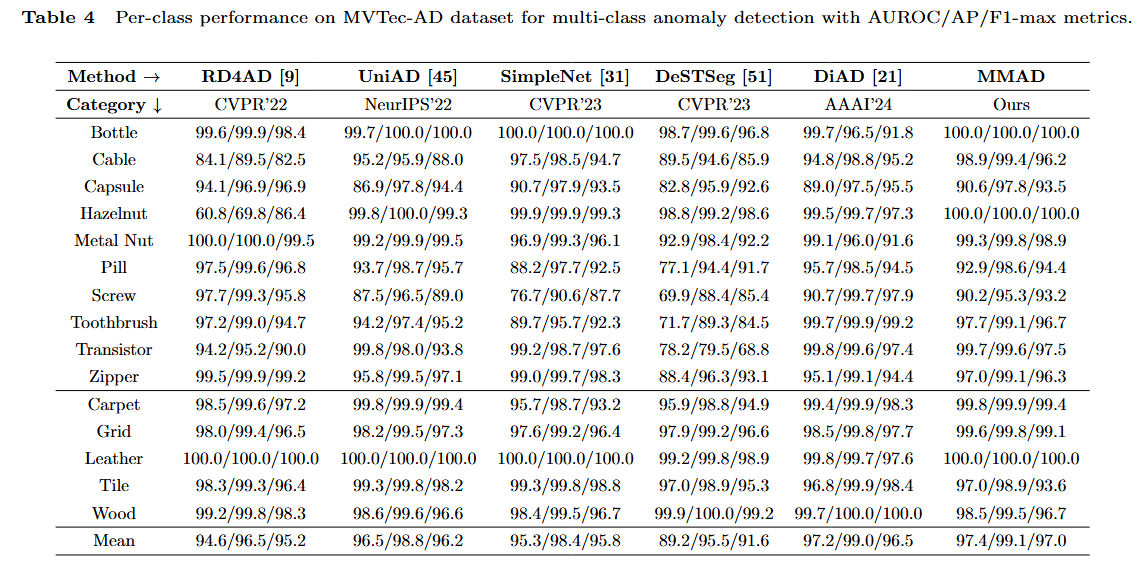 Table 4 Per-class performance on MVTec-AD dataset for multi-class anomaly detection with AUROC/AP/F1-max metrics.
Method → RD4AD [9] UniAD [45] SimpleNet [31] DeSTSeg [51] DiAD [21] MMAD
Category ↓ CVPR'22 NeurIPS'22 CVPR'23 CVPR'23 AAAI'24 Ours
Bottle 99.6/99.9/98.4 99.7/100.0/100.0 100.0/100.0/100.0 98.7/99.6/96.8 99.7/96.5/91.8 100.0/100.0/100.0
Cable 84.1/89.5/82.5 95.2/95.9/88.0 97.5/98.5/94.7 89.5/94.6/85.9 94.8/98.8/95.2 98.9/99.4/96.2
Capsule 94.1/96.9/96.9 86.9/97.8/94.4 90.7/97.9/93.5 82.8/95.9/92.6 89.0/97.5/95.5 90.6/97.8/93.5
Hazelnut 60.8/69.8/86.4 99.8/100.0/99.3 99.9/99.9/99.3 98.8/99.2/98.6 99.5/99.7/97.3 100.0/100.0/100.0
Metal Nut 100.0/100.0/99.5 99.2/99.9/99.5 96.9/99.3/96.1 92.9/98.4/92.2 99.1/96.0/91.6 99.3/99.8/98.9
Pill 97.5/99.6/96.8 93.7/98.7/95.7 88.2/97.7/92.5 77.1/94.4/91.7 95.7/98.5/94.5 92.9/98.6/94.4
Screw 97.7/99.3/95.8 87.5/96.5/89.0 76.7/90.6/87.7 69.9/88.4/85.4 90.7/99.7/97.9 90.2/95.3/93.2
Toothbrush 97.2/99.0/94.7 94.2/97.4/95.2 89.7/95.7/92.3 71.7/89.3/84.5 99.7/99.9/99.2 97.7/99.1/96.7
Transistor 94.2/95.2/90.0 99.8/98.0/93.8 99.2/98.7/97.6 78.2/79.5/68.8 99.8/99.6/97.4 99.7/99.6/97.5
Zipper 99.5/99.9/99.2 95.8/99.5/97.1 99.0/99.7/98.3 88.4/96.3/93.1 95.1/99.1/94.4 97.0/99.1/96.3
Carpet 98.5/99.6/97.2 99.8/99.9/99.4 95.7/98.7/93.2 95.9/98.8/94.9 99.4/99.9/98.3 99.8/99.9/99.4
Grid 98.0/99.4/96.5 98.2/99.5/97.3 97.6/99.2/96.4 97.9/99.2/96.6 98.5/99.8/97.7 99.6/99.8/99.1
Leather 100.0/100.0/100.0 100.0/100.0/100.0 100.0/100.0/100.0 99.2/99.8/98.9 99.8/99.7/97.6 100.0/100.0/100.0
Tile 98.3/99.3/96.4 99.3/99.8/98.2 99.3/99.8/98.8 97.0/98.9/95.3 96.8/99.9/98.4 97.0/98.9/93.6
Wood 99.2/99.8/98.3 98.6/99.6/96.6 98.4/99.5/96.7 99.9/100.0/99.2 99.7/100.0/100.0 98.5/99.5/96.7
Mean 94.6/96.5/95.2 96.5/98.8/96.2 95.3/98.4/95.8 89.2/95.5/91.6 97.2/99.0/96.5 97.4/99.1/97.0